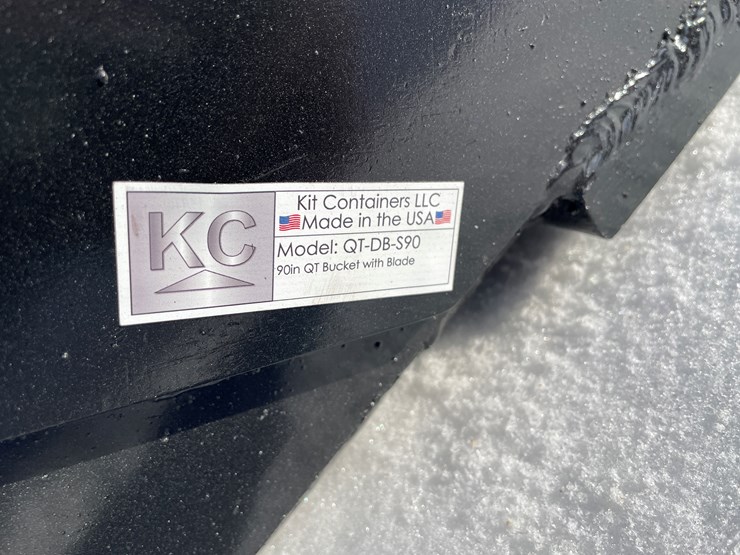 KC
Kit Containers LLC
Made in the USA
Model: QT-DB-S90
90in QT Bucket with Blade